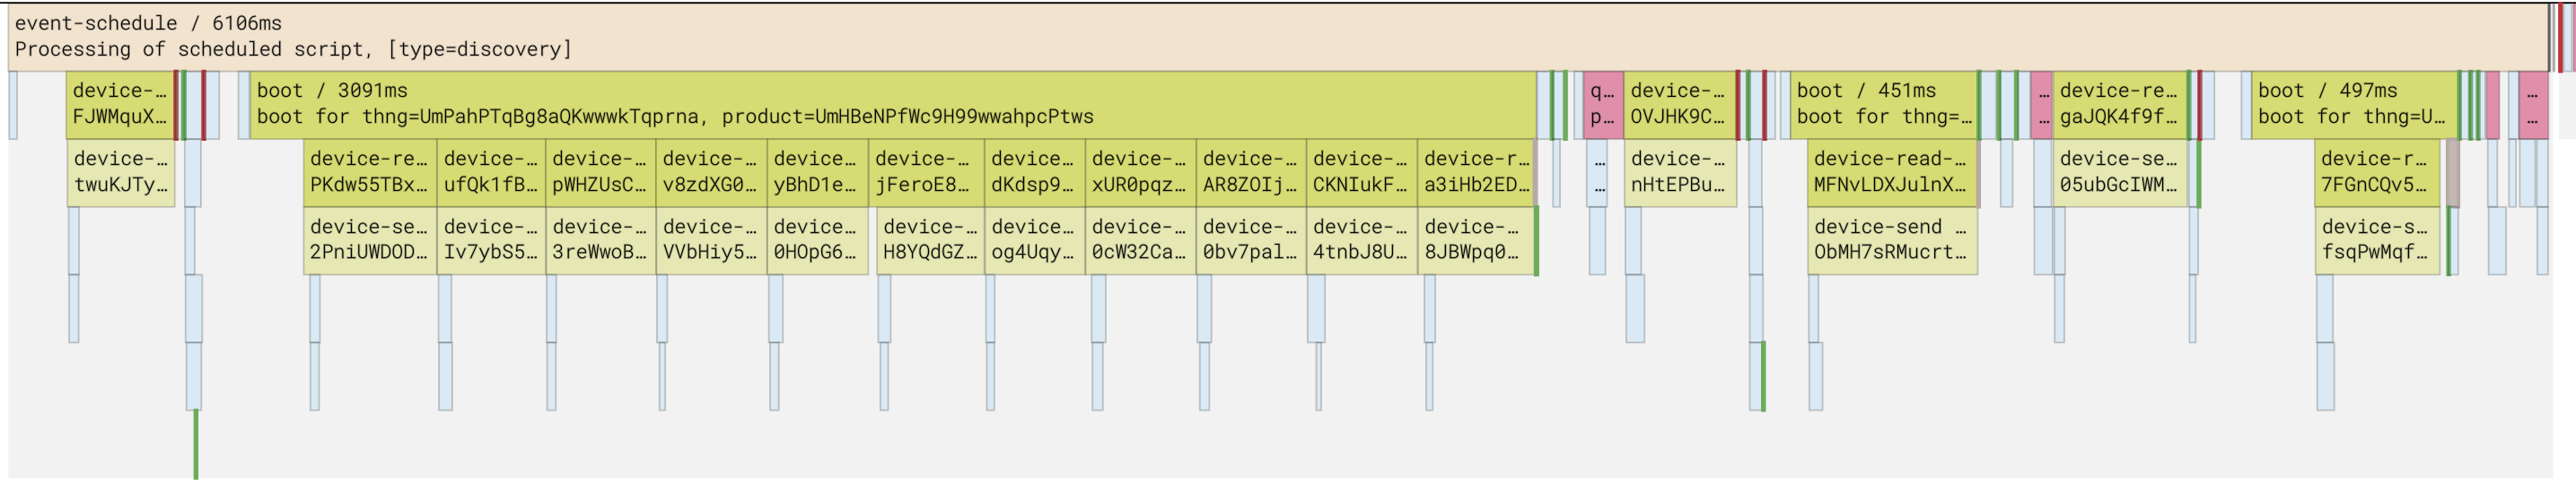 event-schedule / 6106ms
Processing of scheduled script, [type=discovery]
device-…
FJWMquX…
boot / 3091ms
boot for thng=UmPahPTqBg8aQKwwwkTqprna, product=UmHBeNPfWc9H99wwahpcPtws
q…
p…
device-…
OVJHK9C…
boot / 451ms
boot for thng=…
…
…
device-re…
gaJQK4f9f…
boot / 497ms
boot for thng=U…
…
…
device-…
twuKJTy…
device-re…
PKdw55TBx…
device-…
ufQk1fB…
device-…
pWHZUsC…
device-…
v8zdXG0…
device…
yBhD1e…
device-…
jFeroE8…
device…
dKdsp9…
device-…
xUR0pqz…
device-…
AR8ZOIj…
device-…
CKNIukF…
device-r…
a3iHb2ED…
…
…
device-…
nHtEPBu…
device-read-…
MFNvLDXJulnX…
device-se…
05ubGcIWM…
device-r…
7FGnCQv5…
device-se…
2PniUWDOD…
device-…
Iv7ybS5…
device-…
3reWwoB…
device-…
VVbHiy5…
device…
0HOpG6…
device-…
H8YQdGZ…
device…
og4Uqy…
device-…
0cW32Ca…
device-…
0bv7pal…
device-…
4tnbJ8U…
device-…
8JBWpq0…
device-send …
ObMH7sRMucrt…
device-s…
fsqPwMqf…